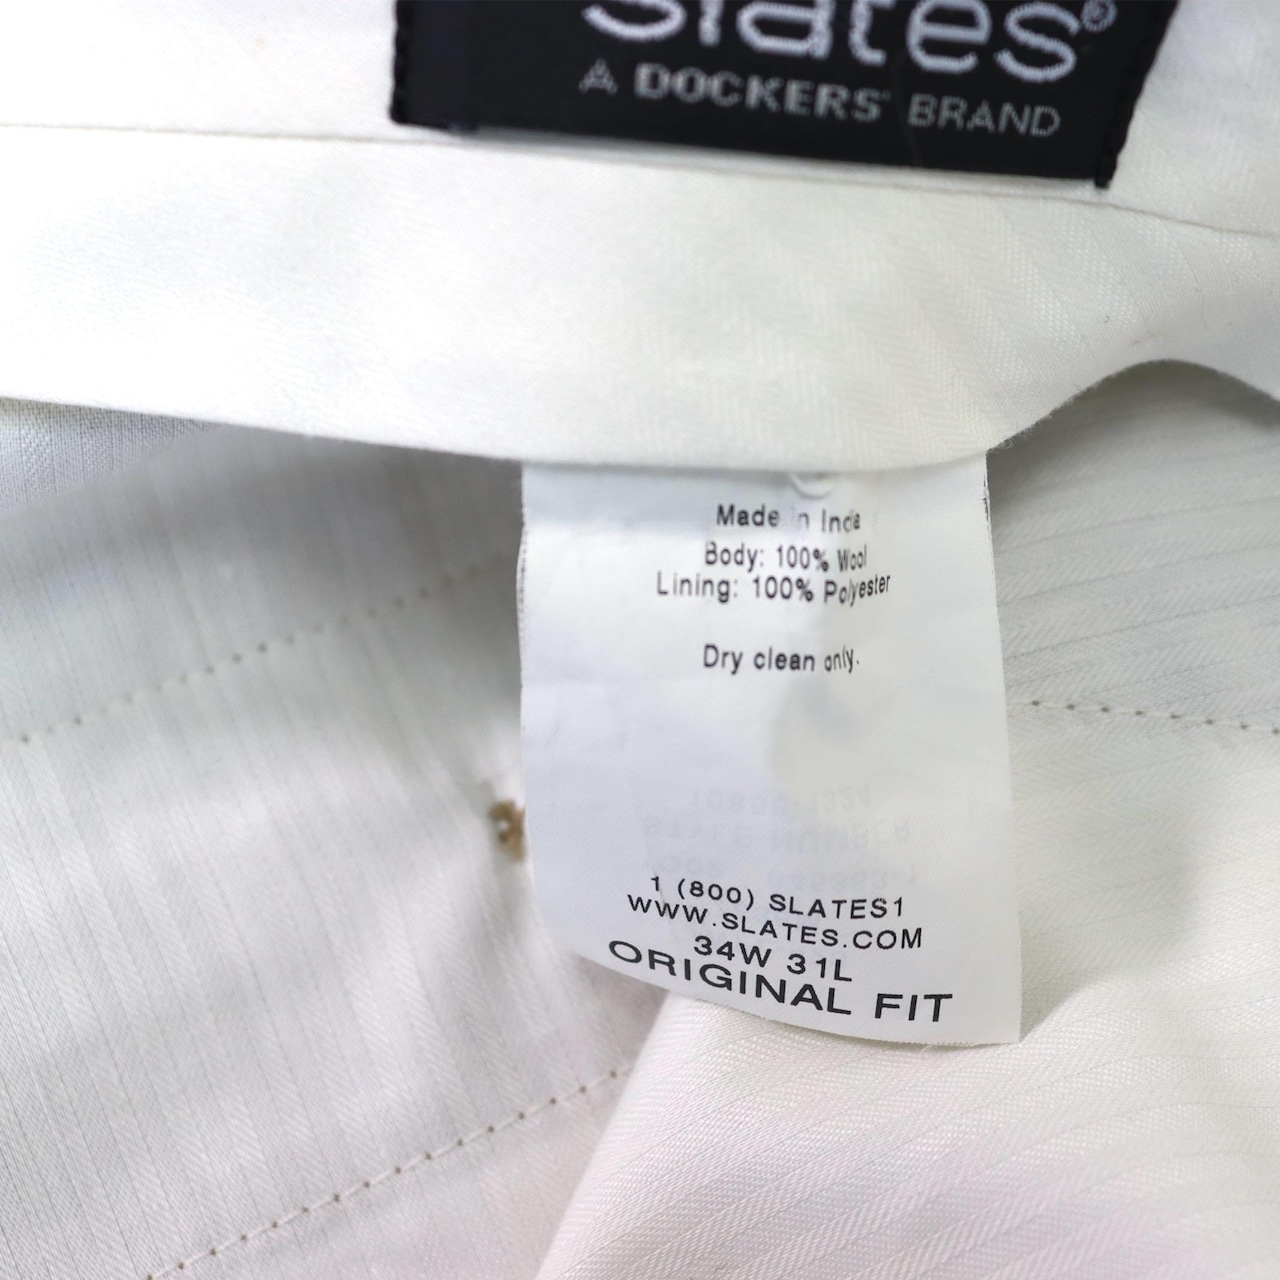 Slates®
A DOCKERS® BRAND
Made in India
Body: 100% Wool
Lining: 100% Polyester
Dry clean only.
1 (800) SLATES1
WWW.SLATES.COM
34W 31L
ORIGINAL FIT